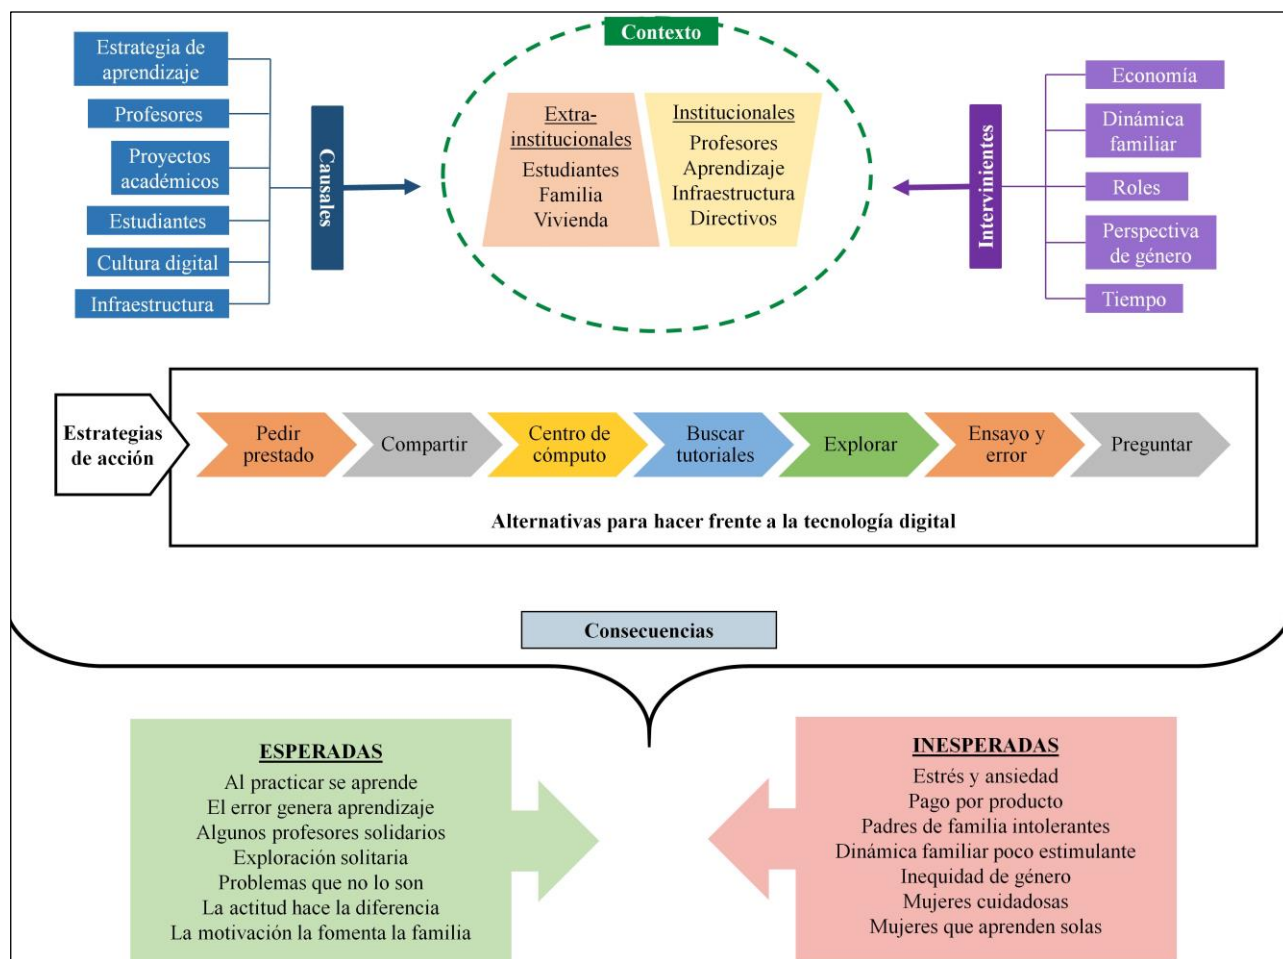 Contexto
Estrategia de
aprendizaje
Profesores
Proyectos
académicos
Estudiantes
Cultura digital
Infraestructura
Causales
Extra-
institucionales
Estudiantes
Familia
Vivienda
Institucionales
Profesores
Aprendizaje
Infraestructura
Directivos
Intervinientes
Economía
Dinámica
familiar
Roles
Perspectiva
de género
Tiempo
Estrategias
de acción
Pedir
prestado
Compartir
Centro de
cómputo
Buscar
tutoriales
Explorar
Ensayo y
error
Preguntar
Alternativas para hacer frente a la tecnología digital
Consecuencias
ESPERADAS
Al practicar se aprende
El error genera aprendizaje
Algunos profesores solidarios
Exploración solitaria
Problemas que no lo son
La actitud hace la diferencia
La motivación la fomenta la familia
INESPERADAS
Estrés y ansiedad
Pago por producto
Padres de familia intolerantes
Dinámica familiar poco estimulante
Inequidad de género
Mujeres cuidadosas
Mujeres que aprenden solas